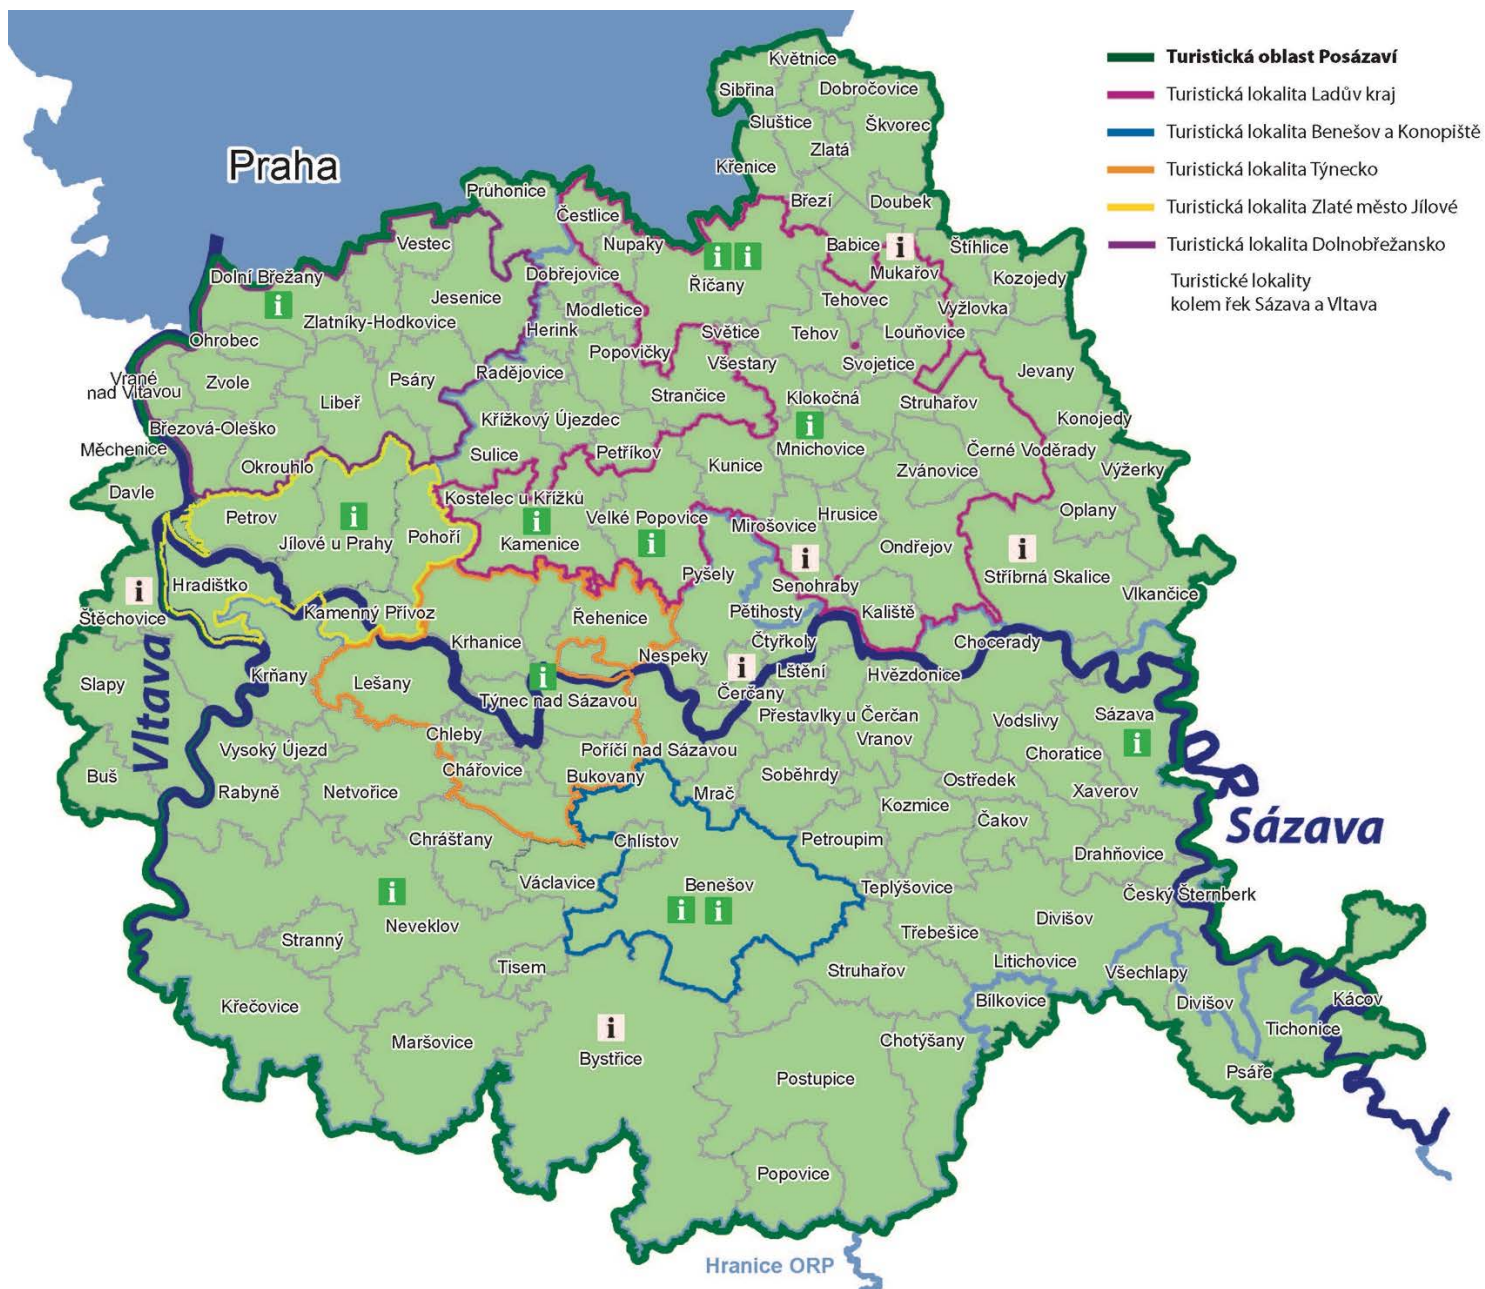 Květnice
Turistická oblast Posázaví
Sibřina
Dobročovice
Turistická lokalita Ladův kraj
Sluštice
Škvorec
Turistická lokalita Benešov a Konopiště
Zlatá
Praha
Křenice
Turistická lokalita Týnecko
Průhonice
Březí
Doubek
Turistická lokalita Zlaté město Jílové
Čestlice
Vestec
Nupaky
Babice
i
Štíhlice
Turistická lokalita Dolnobřežansko
i
i
Dolní Břežany
Dobřejovice
Říčany
Mukařov
Kozojedy
Turistické lokality
kolem řek Sázava a Vltava
i
Jesenice
Modletice
Tehovec
Vyžlovka
Zlatníky-Hodkovice
Herink
Světice
Tehov
Louňovice
Ohrobec
Popovičky
Všestary
Svojetice
Vrané
nad Vltavou
Zvole
Psáry
Radějovice
Jevany
Libeř
Strančice
Klokočná
Struhařov
Březová-Oleško
Křížkový Újezdec
i
Konojedy
Měchenice
Sulice
Petříkov
Mnichovice
Černé Voděrady
Okrouhlo
Kunice
Zvánovice
Výžerky
Davle
Kostelec u Křížků
Oplany
Petrov
i
i
Velké Popovice
Mirošovice
Hrusice
Jílové u Prahy
Pohoří
Kamenice
i
Ondřejov
i
i
Pyšely
Senohraby
Stříbrná Skalice
Hradištko
i
Vlkančice
Štěchovice
Kamenný Přívoz
Řehenice
Pětihosty
Kaliště
Krhanice
Čtyřkoly
Chocerady
Vltava
Nespeky
i
Lštění
Hvězdonice
Krňany
Slapy
Lešany
i
Čerčany
Týnec nad Sázavou
Přestavlky u Čerčan
Vodslivy
Sázava
Chleby
Vysoký Újezd
Poříčí nad Sázavou
Vranov
Choratice
i
Buš
Chářovice
Bukovany
Soběhrdy
Ostředek
Rabyně
Netvořice
Mrač
Kozmice
Xaverov
Čakov
Sázava
Chrášťany
Chlístov
Petroupim
Drahňovice
Václavice
Benešov
Teplýšovice
Český Šternberk
i
i
i
Neveklov
Divišov
Stranný
Třebešice
Tisem
Struhařov
Litichovice
Všechlapy
Křečovice
Bílkovice
Divišov
Kácov
i
Tichonice
Maršovice
Bystřice
Chotýšany
Postupice
Psáře
Popovice
Hranice ORP